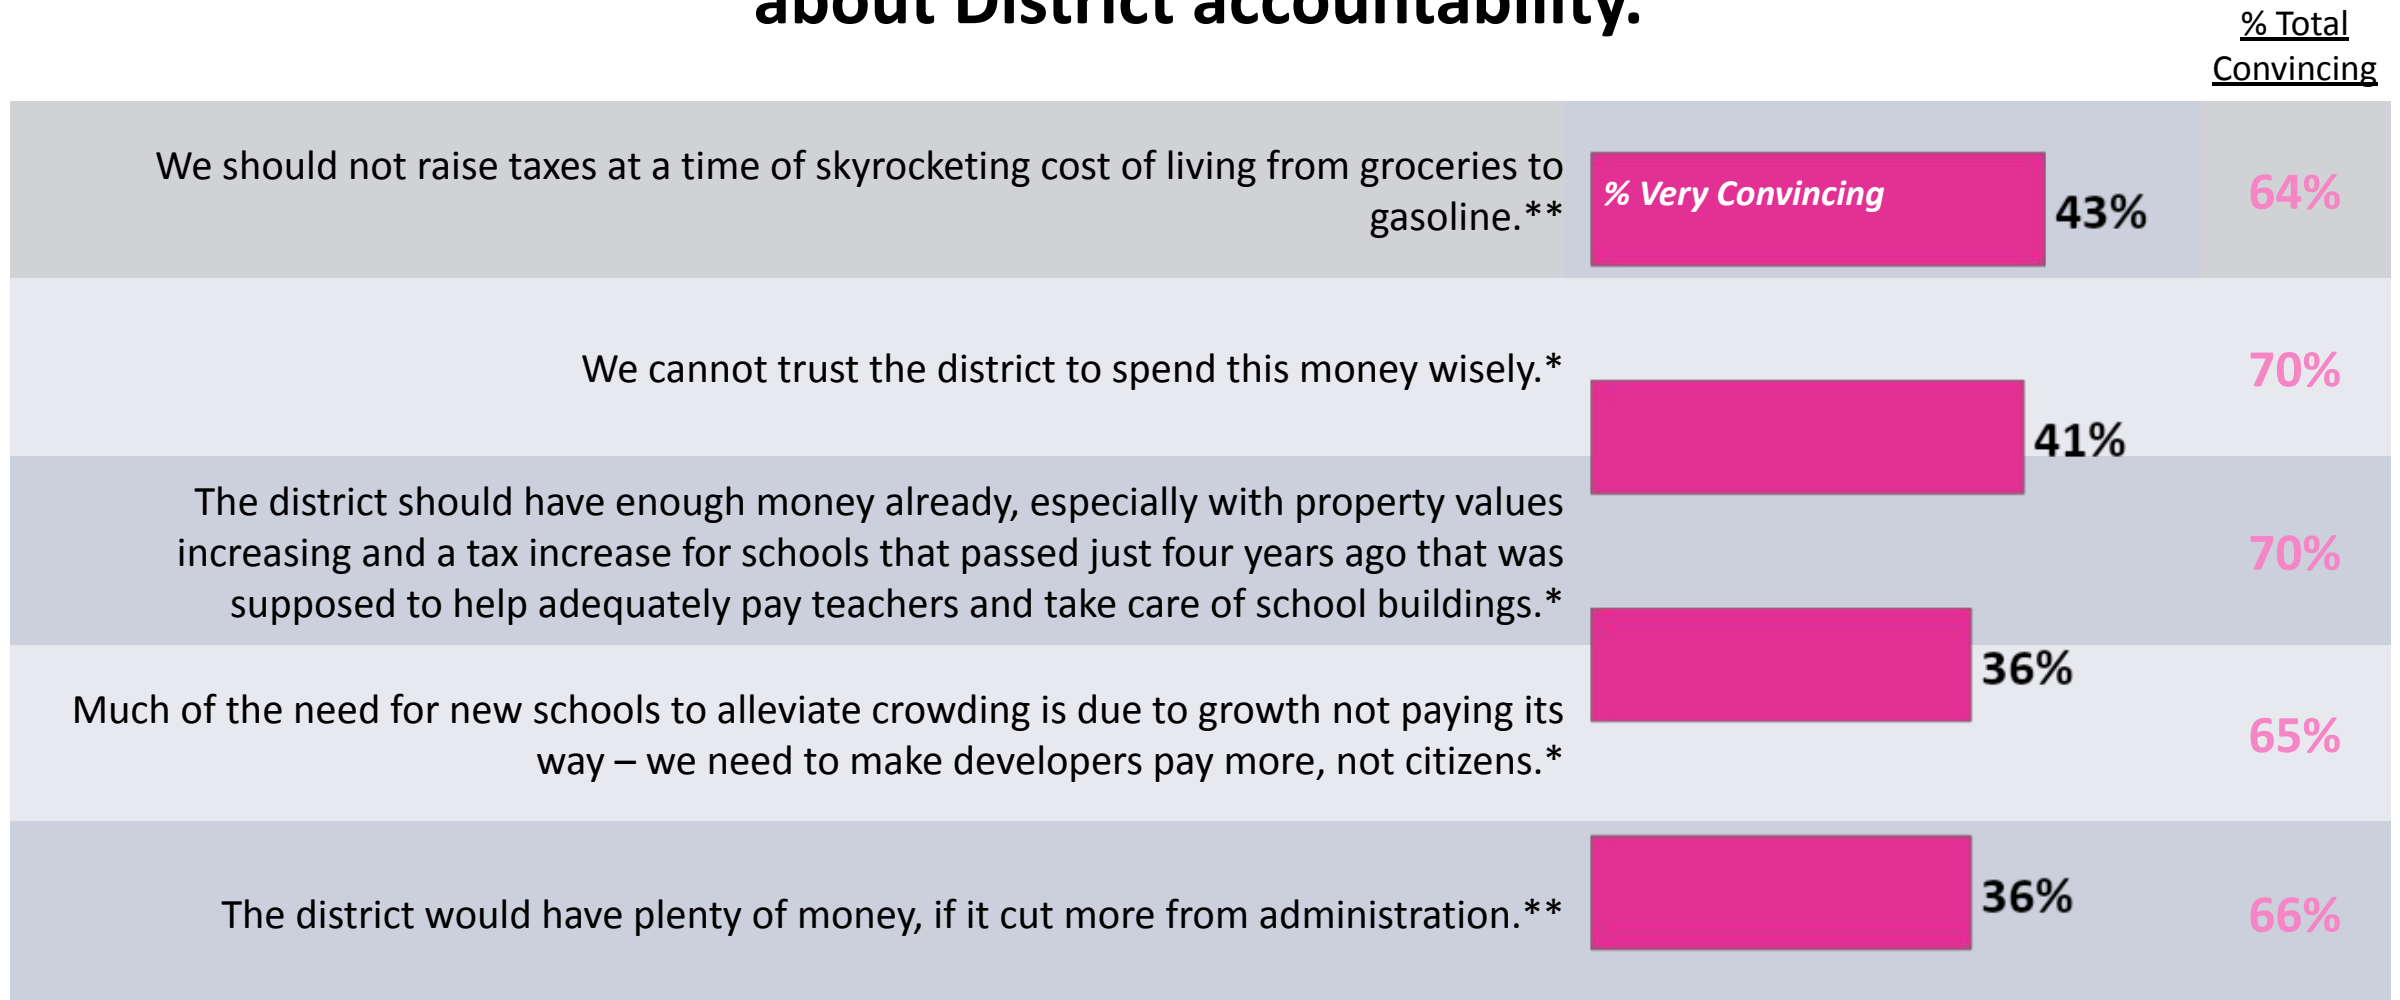 about District accountability.
% Total
Convincing
We should not raise taxes at a time of skyrocketing cost of living from groceries to
gasoline.**
% Very Convincing
43%
64%
We cannot trust the district to spend this money wisely.*
41%
70%
The district should have enough money already, especially with property values
increasing and a tax increase for schools that passed just four years ago that was
supposed to help adequately pay teachers and take care of school buildings.*
36%
70%
Much of the need for new schools to alleviate crowding is due to growth not paying its
way – we need to make developers pay more, not citizens.*
65%
The district would have plenty of money, if it cut more from administration.**
36%
66%